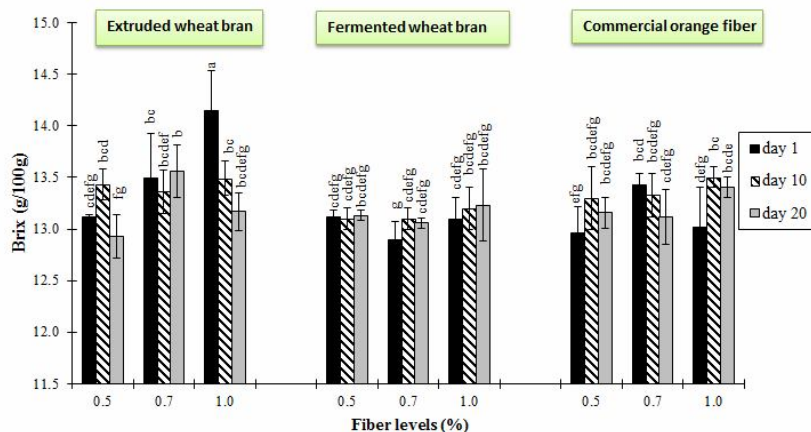 Extruded wheat bran
Fermented wheat bran
Commercial orange fiber
15.0
14.5
14.0
13.5
13.0
12.5
12.0
11.5
Brix (g/100g)
cdefg
bcd
fg
bc
bcdef
b
a
bc
bcdefg
cdefg
cdefg
bcdefg
g
cdefg
cdefg
cdefg
bcdefg
bcdefg
efg
bcdefg
bcdefg
bcd
bcdefg
cdefg
defg
bc
bcde
day 1
day 10
day 20
0.5 0.7 1.0 0.5 0.7 1.0 0.5 0.7 1.0
Fiber levels (%)